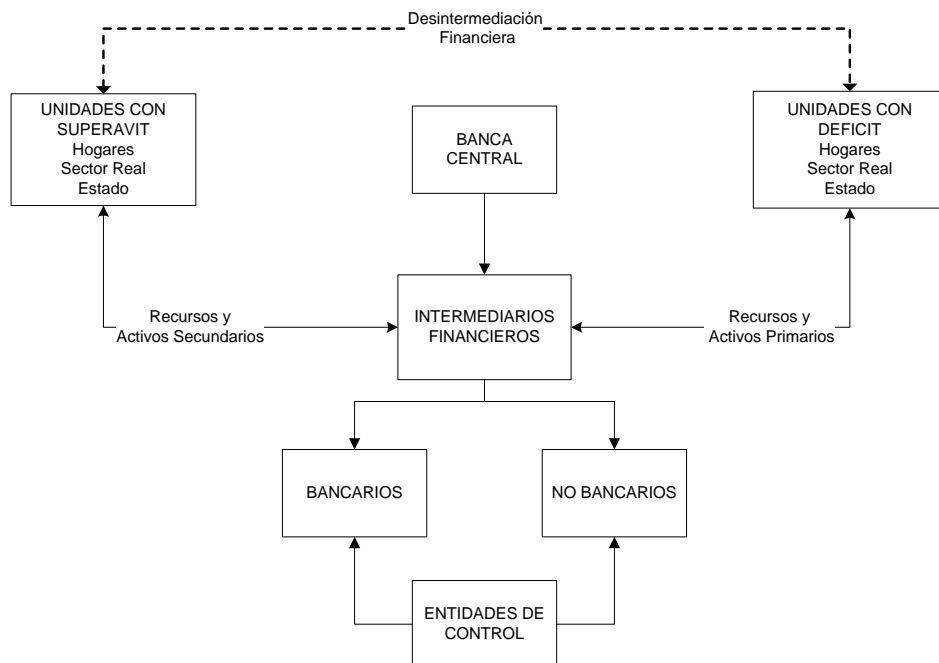 Desintermediación
Financiera
UNIDADES CON
SUPERAVIT
Hogares
Sector Real
Estado
BANCA
CENTRAL
UNIDADES CON
DEFICIT
Hogares
Sector Real
Estado
Recursos y
Activos Secundarios
INTERMEDIARIOS
FINANCIEROS
Recursos y
Activos Primarios
BANCARIOS
NO BANCARIOS
ENTIDADES DE
CONTROL